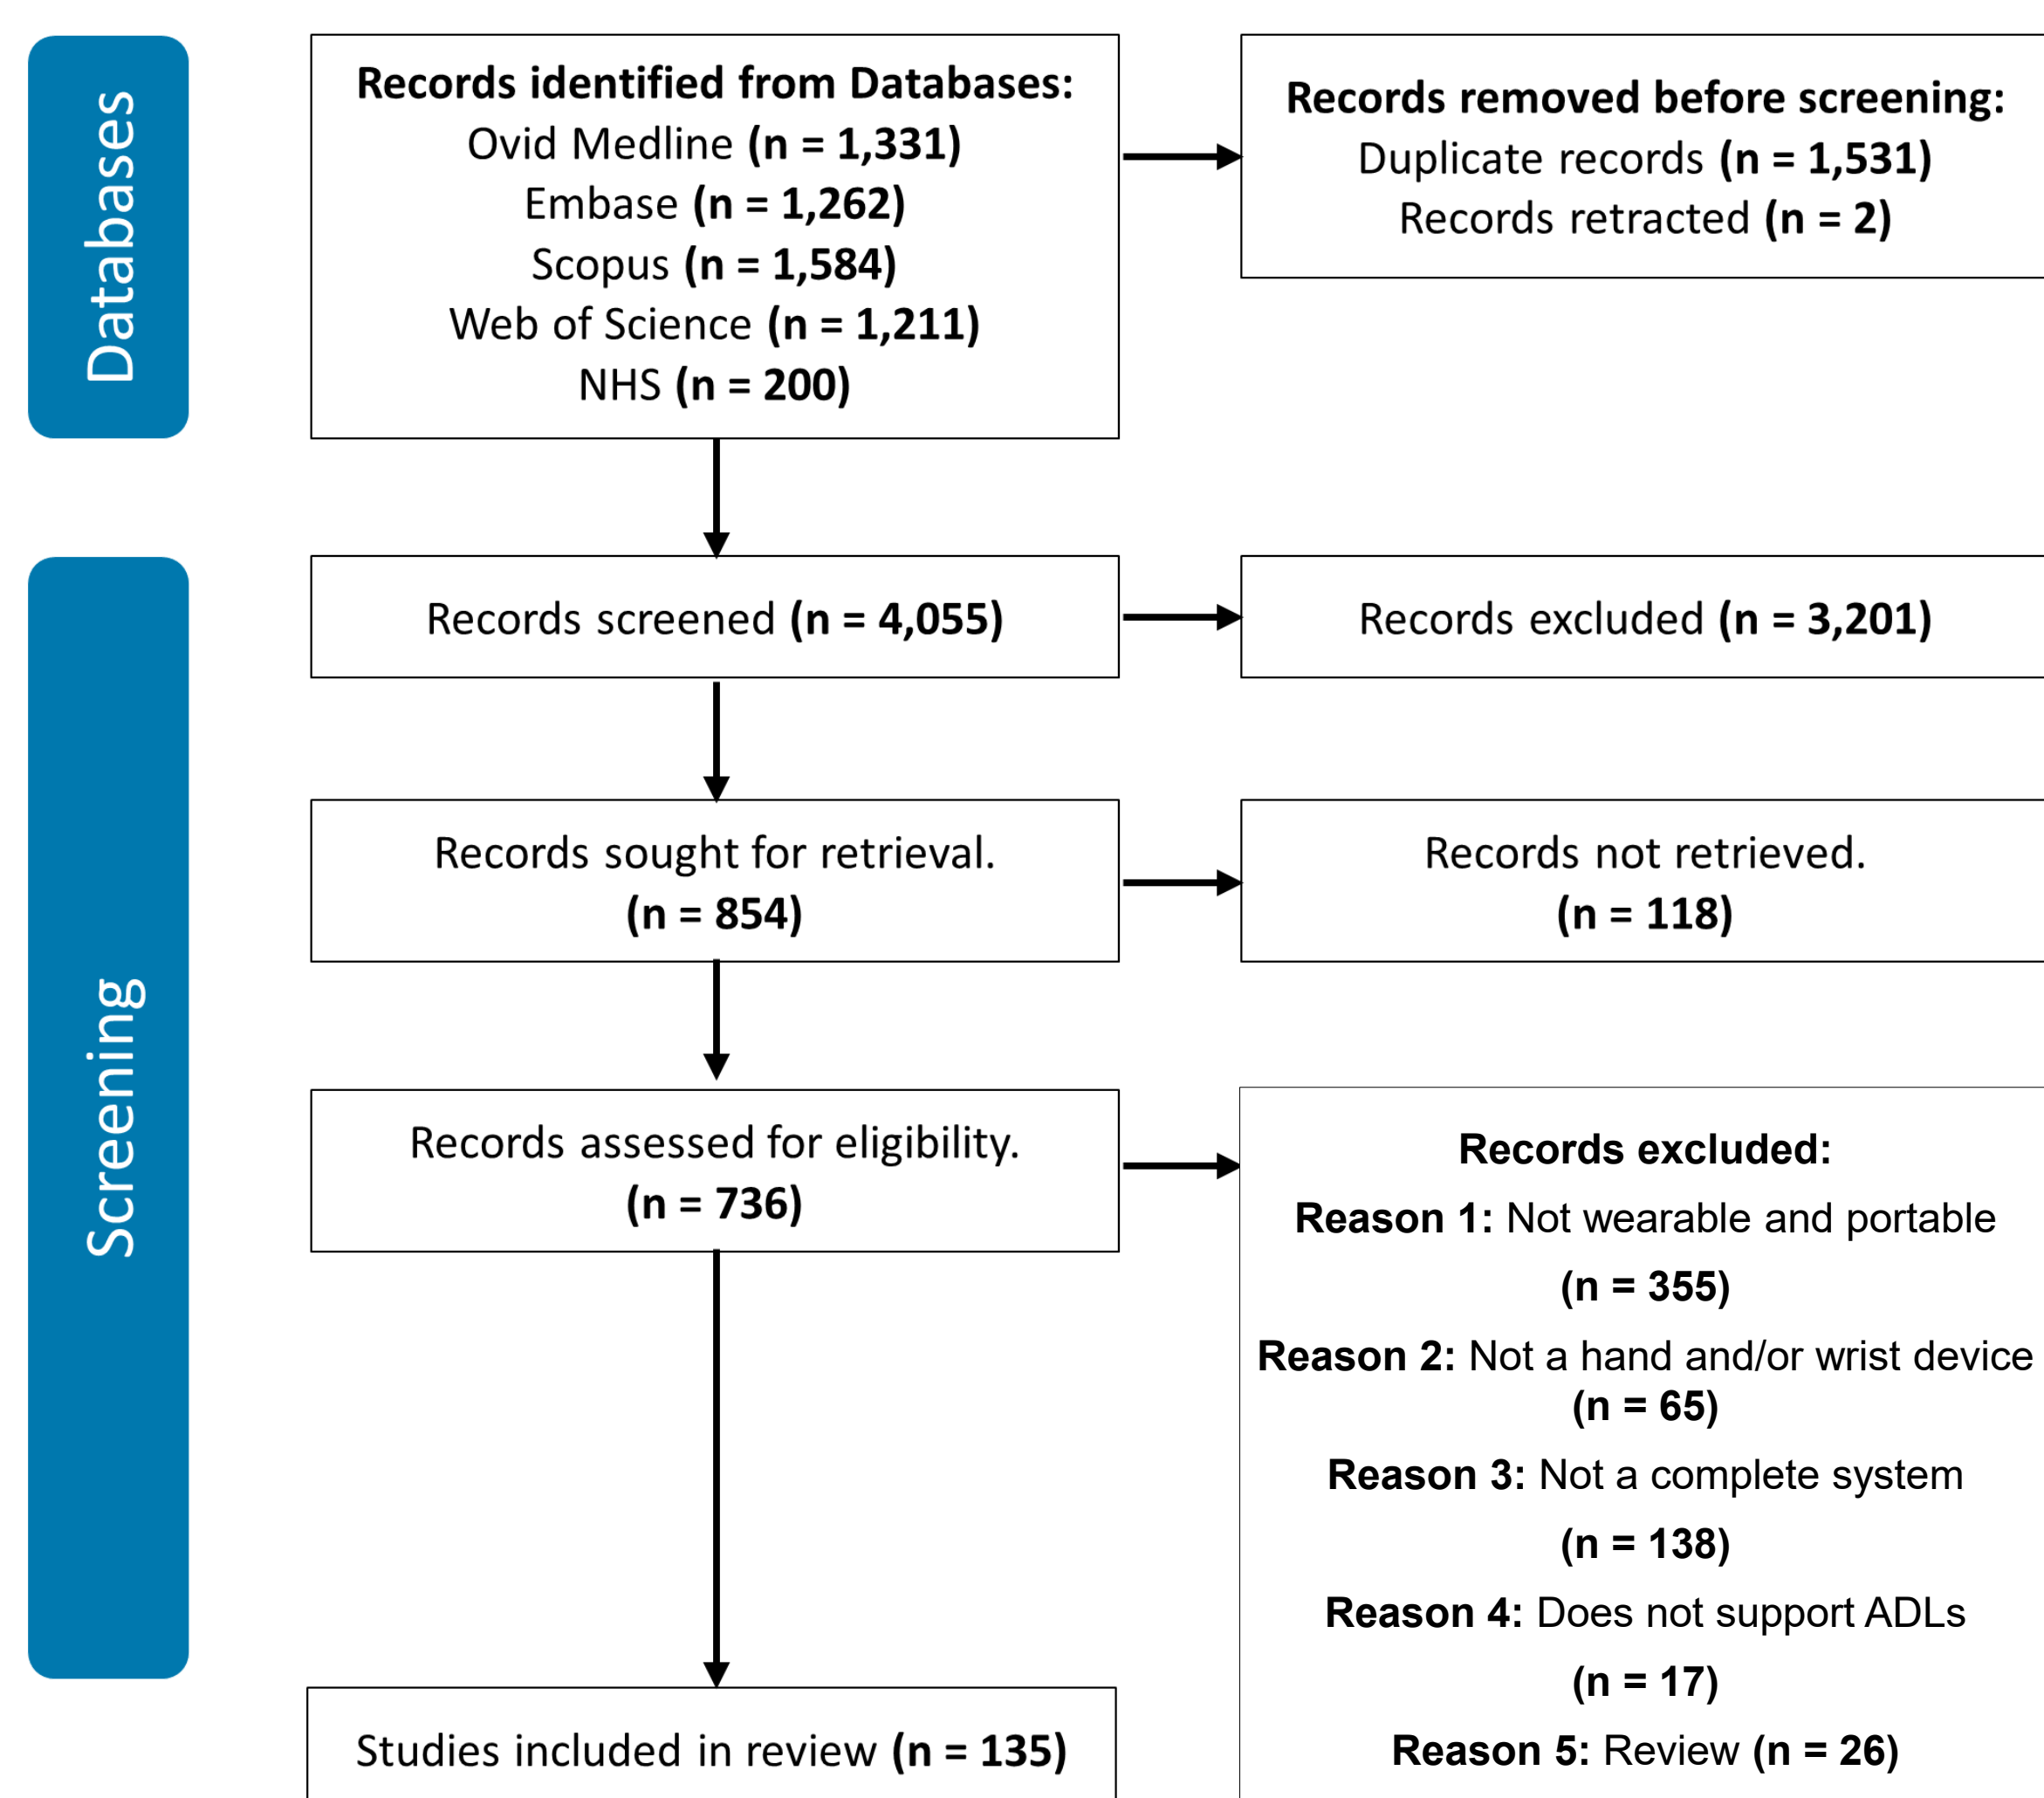 Databases
Records identified from Databases:
Ovid Medline (n = 1,331)
Embase (n = 1,262)
Scopus (n = 1,584)
Web of Science (n = 1,211)
NHS (n = 200)
Records removed before screening:
Duplicate records (n = 1,531)
Records retracted (n = 2)
Screening
Records screened (n = 4,055)
Records excluded (n = 3,201)
Records sought for retrieval.
(n = 854)
Records not retrieved.
(n = 118)
Records assessed for eligibility.
(n = 736)
Records excluded:
Reason 1: Not wearable and portable
(n = 355)
Reason 2: Not a hand and/or wrist device
(n = 65)
Reason 3: Not a complete system
(n = 138)
Reason 4: Does not support ADLs
(n = 17)
Reason 5: Review (n = 26)
Studies included in review (n = 135)